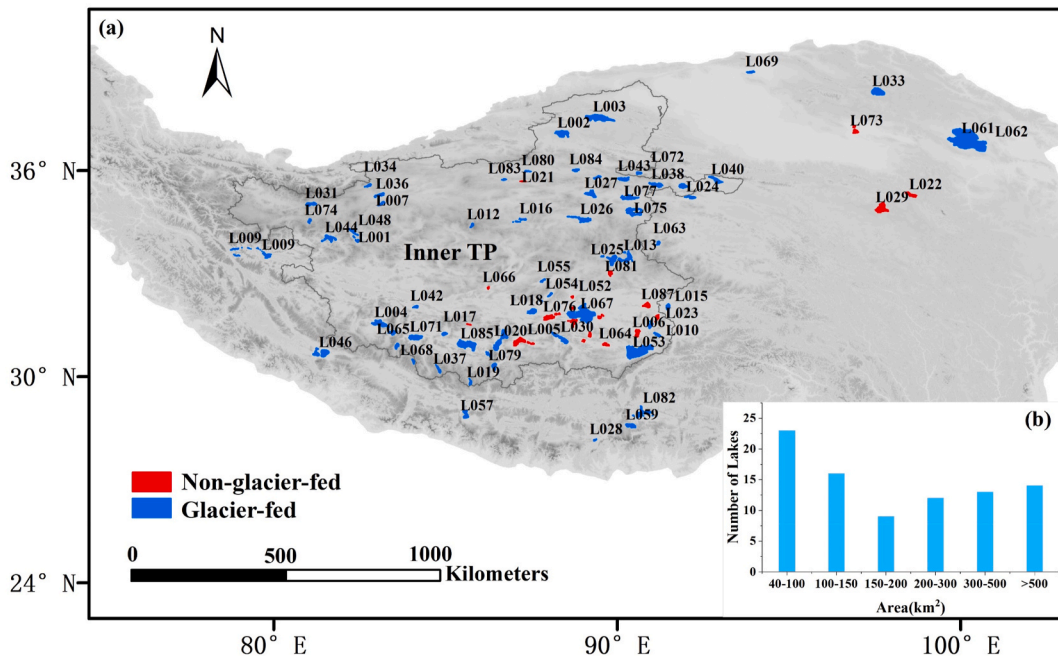 (a)
N
L069
L033
L003
L002
L073
L061
L062
36° N
L034
L080
L084
L072
L083
L021
L043
L038
L040
L036
L007
L031
L027
L077
L024
L022
L029
L074
L012
L016
L026
L075
L048
L044
L001
L063
L009
L009
Inner TP
L025
L013
L081
L066
L055
L054
L052
L042
L018
L076
L067
L087
L015
L004
L017
L023
L065
L071
L085
L020
L005
L030
L064
L006
L010
L046
L068
L037
L079
L053
30° N
L019
L057
L082
L059
L028
Non-glacier-fed
Glacier-fed
0
500
1000
Kilometers
24° N
80° E
90° E
100° E
(b)
Number of Lakes
25
20
15
10
5
0
40-100
100-150
150-200
200-300
300-500
>500
Area(km²)